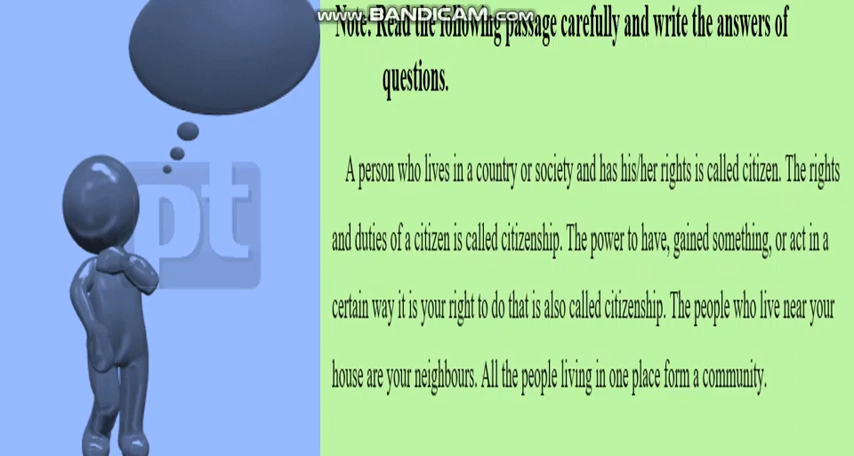 www.BANDICAM.com
Note: Read the following passage carefully and write the answers of
questions.
pt
A person who lives in a country or society and has his/her rights is called citizen. The rights
and duties of a citizen is called citizenship. The power to have, gained something, or act in a
certain way it is your right to do that is also called citizenship. The people who live near your
house are your neighbours. All the people living in one place form a community.